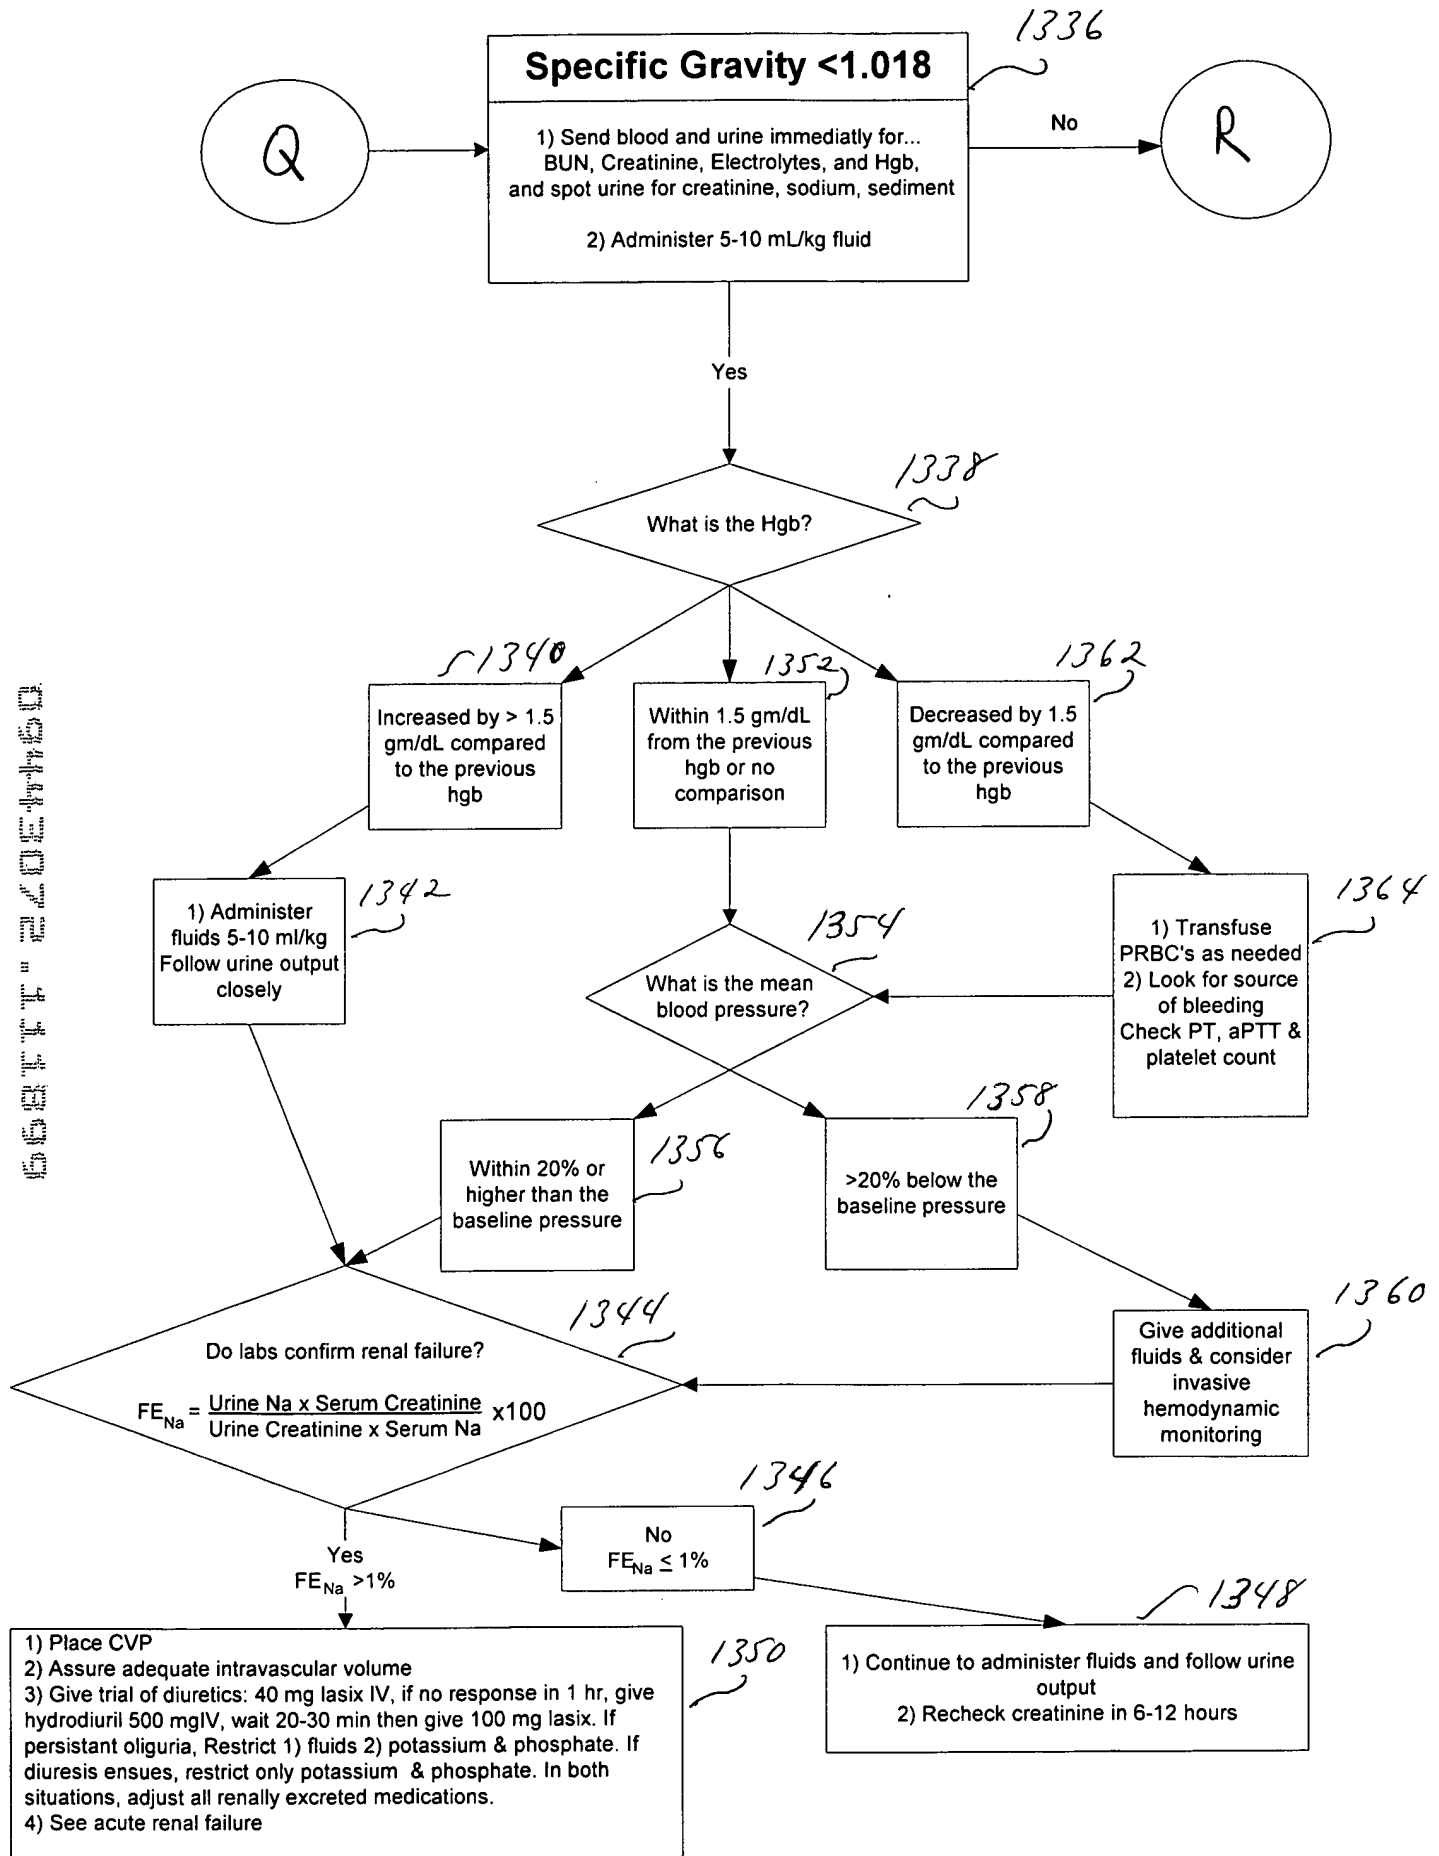 1336
Specific Gravity <1.018
Q
1) Send blood and urine immediatly for...
BUN, Creatinine, Electrolytes, and Hgb,
and spot urine for creatinine, sodium, sediment
2) Administer 5-10 mL/kg fluid
No
R
Yes
1338
What is the Hgb?
1340
1352
1362
Increased by > 1.5
gm/dL compared
to the previous
hgb
Within 1.5 gm/dL
from the previous
hgb or no
comparison
Decreased by 1.5
gm/dL compared
to the previous
hgb
09443072.111899
1342
1) Administer
fluids 5-10 ml/kg
Follow urine output
closely
1354
What is the mean
blood pressure?
1364
1) Transfuse
PRBC's as needed
2) Look for source
of bleeding
Check PT, aPTT &
platelet count
1356
Within 20% or
higher than the
baseline pressure
1358
>20% below the
baseline pressure
1344
Do labs confirm renal failure?
FENa = Urine Na x Serum Creatinine x100
Urine Creatinine x Serum Na
1360
Give additional
fluids & consider
invasive
hemodynamic
monitoring
1346
No
FENa ≤ 1%
Yes
FENa >1%
1348
1) Continue to administer fluids and follow urine
output
2) Recheck creatinine in 6-12 hours
1350
1) Place CVP
2) Assure adequate intravascular volume
3) Give trial of diuretics: 40 mg lasix IV, if no response in 1 hr, give
hydrodiuril 500 mgIV, wait 20-30 min then give 100 mg lasix. If
persistant oliguria, Restrict 1) fluids 2) potassium & phosphate. If
diuresis ensues, restrict only potassium & phosphate. In both
situations, adjust all renally excreted medications.
4) See acute renal failure